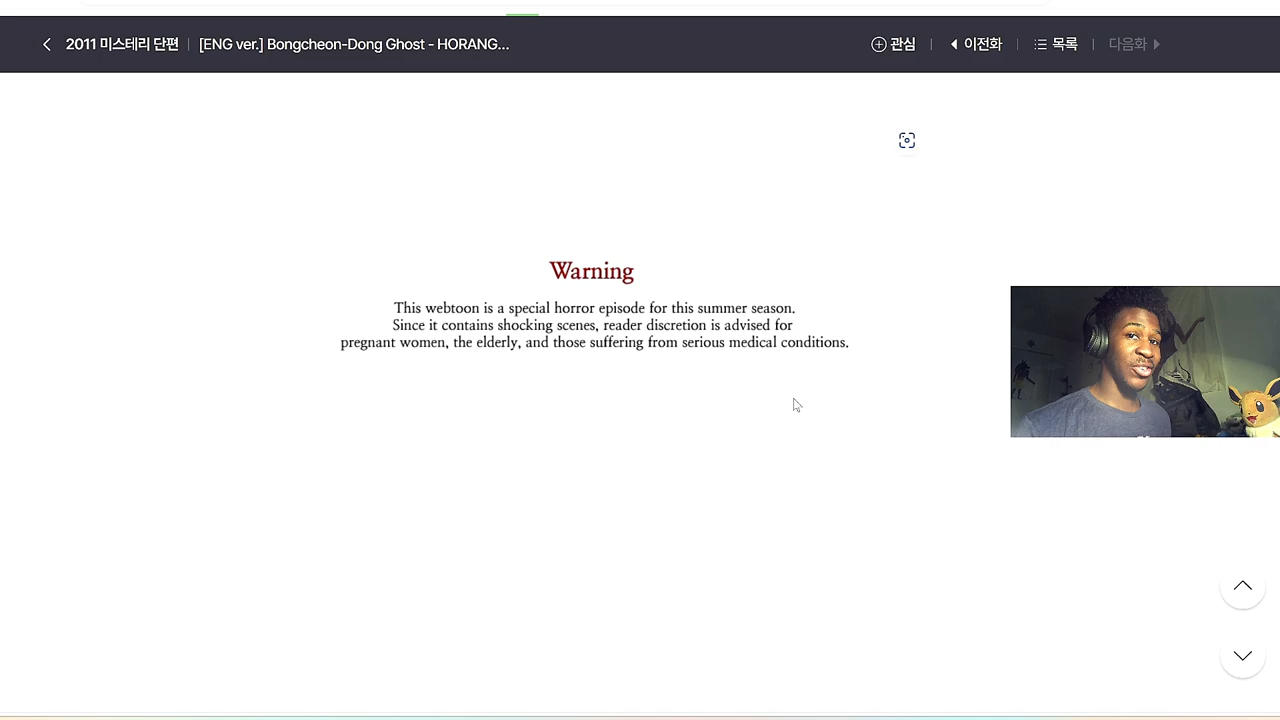 2011 미스테리 단편
[ENG ver.] Bongcheon-Dong Ghost - HORANG...
관심
이전화
목록
다음화
Warning
This webtoon is a special horror episode for this summer season.
Since it contains shocking scenes, reader discretion is advised for
pregnant women, the elderly, and those suffering from serious medical conditions.